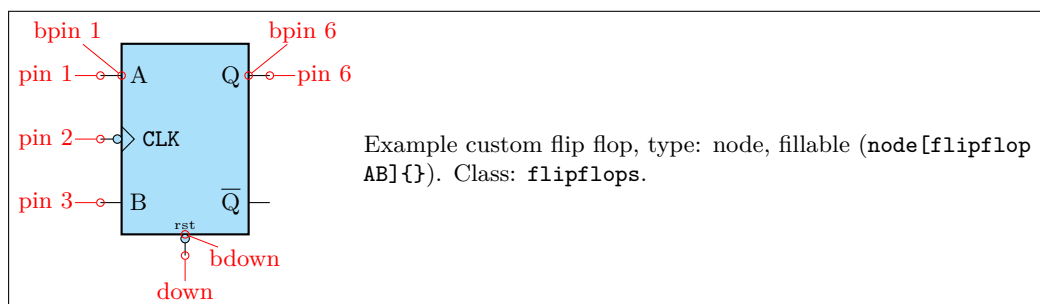 bpin 1
bpin 6
pin 1
A
Q
pin 6
pin 2
CLK
Example custom flip flop, type: node, fillable (node[flipflop
AB]{}). Class: flipflops.
pin 3
B
Q̅
rst
bdown
down